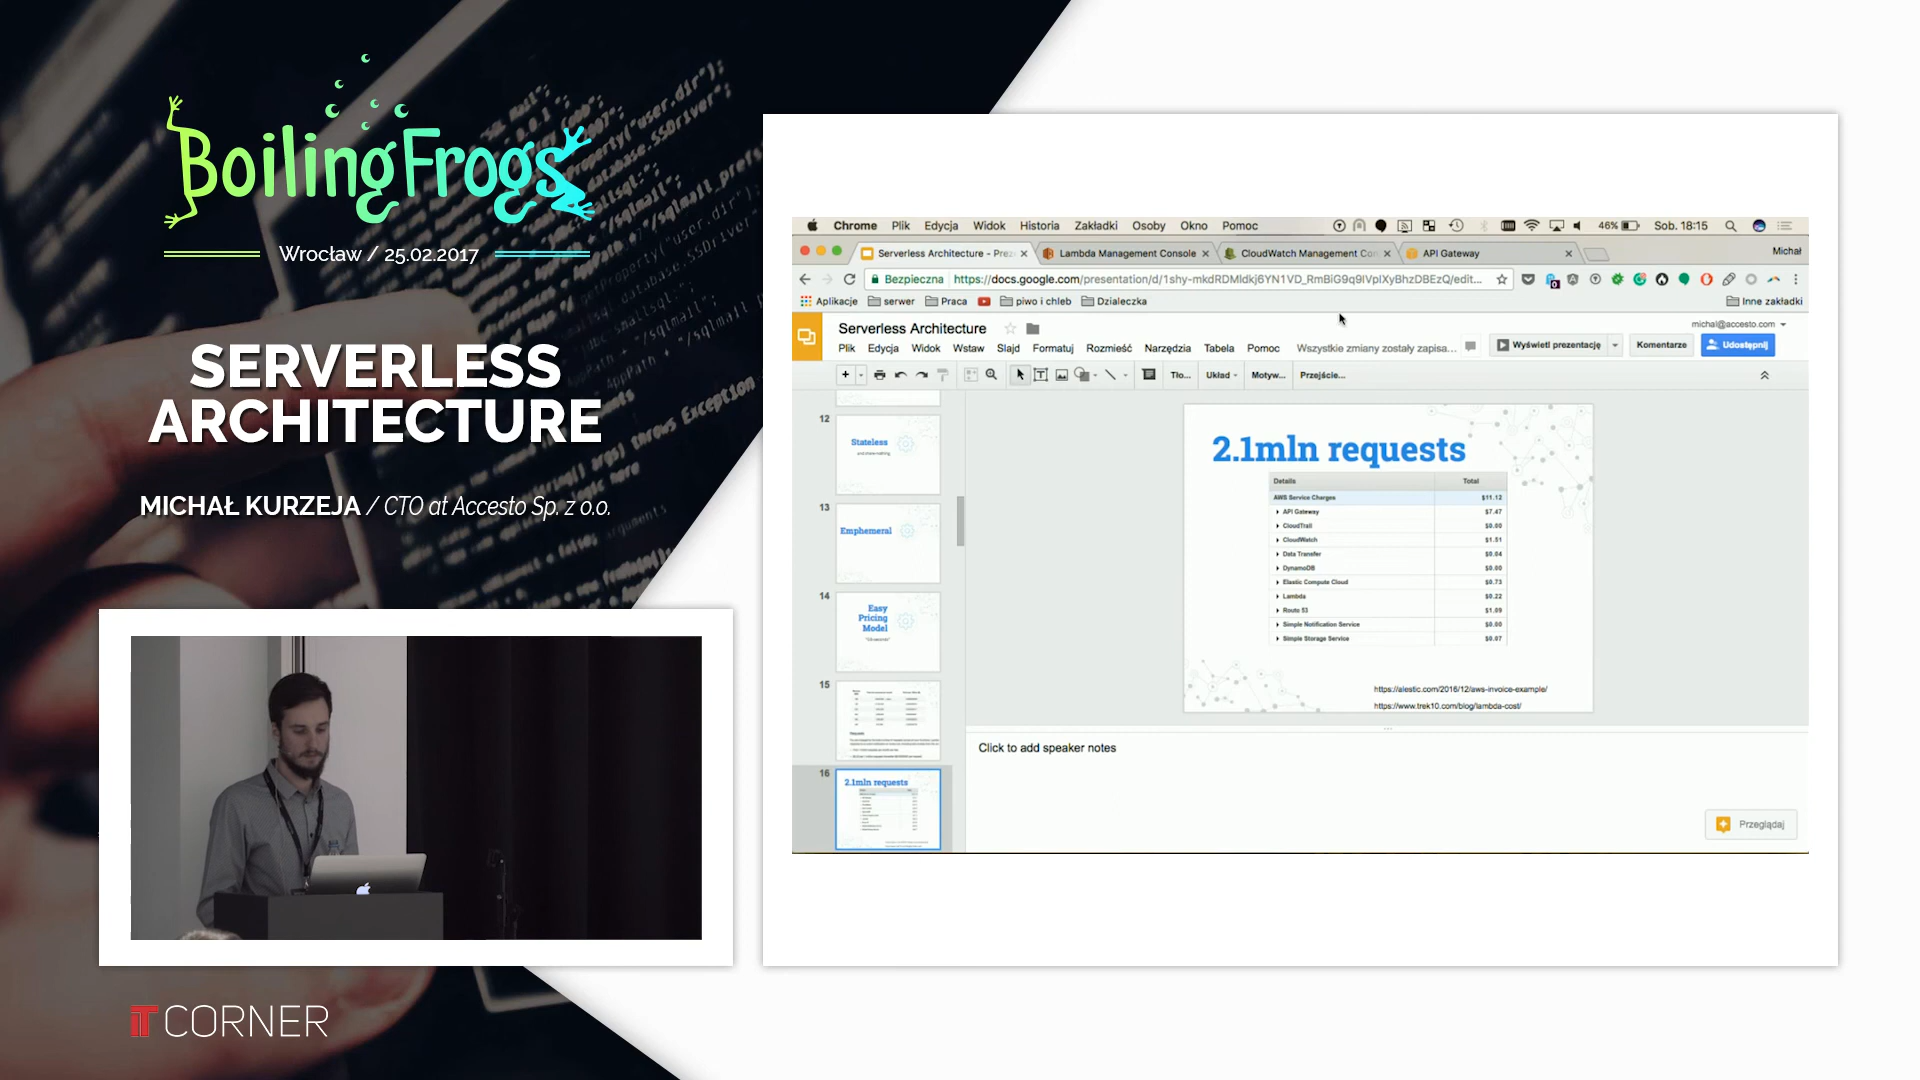 BoilingFrogs
Wrocław / 25.02.2017
SERVERLESS
ARCHITECTURE
MICHAŁ KURZEJA / CTO at Accesto Sp. z o.o.
IT CORNER
Chrome Plik Edycja Widok Historia Zakładki Osoby Okno Pomoc 46% Sob. 18:15
Serverless Architecture - Prez Lambda Management Console CloudWatch Management Con API Gateway Michał
Bezpieczna https://docs.google.com/presentation/d/1shy-mkdRDMldkj6YN1VD_RmBiG9q9lVplXyBhzDBEzQ/edit...
Aplikacje serwer Praca piwo i chleb Dzialeczka Inne zakładki
Serverless Architecture michal@accesto.com
Plik Edycja Widok Wstaw Slajd Formatuj Rozmieść Narzędzia Tabela Pomoc Wszystkie zmiany zostały zapisa... Wyświetl prezentację Komentarze Udostępnij
Tło... Układ Motyw... Przejście...
12
Stateless
and share-nothing
13
Emphemeral
14
Easy
Pricing
Model
15
16
2.1mln requests
2.1mln requests
Details Total
AWS Service Charges $11.12
API Gateway $7.47
CloudTrail $0.00
CloudWatch $1.51
Data Transfer $0.04
DynamoDB $0.00
Elastic Compute Cloud $0.73
Lambda $0.22
Route 53 $1.09
Simple Notification Service $0.00
Simple Storage Service $0.07
https://alestic.com/2016/12/aws-invoice-example/
https://www.trek10.com/blog/lambda-cost/
Click to add speaker notes
Przeglądaj